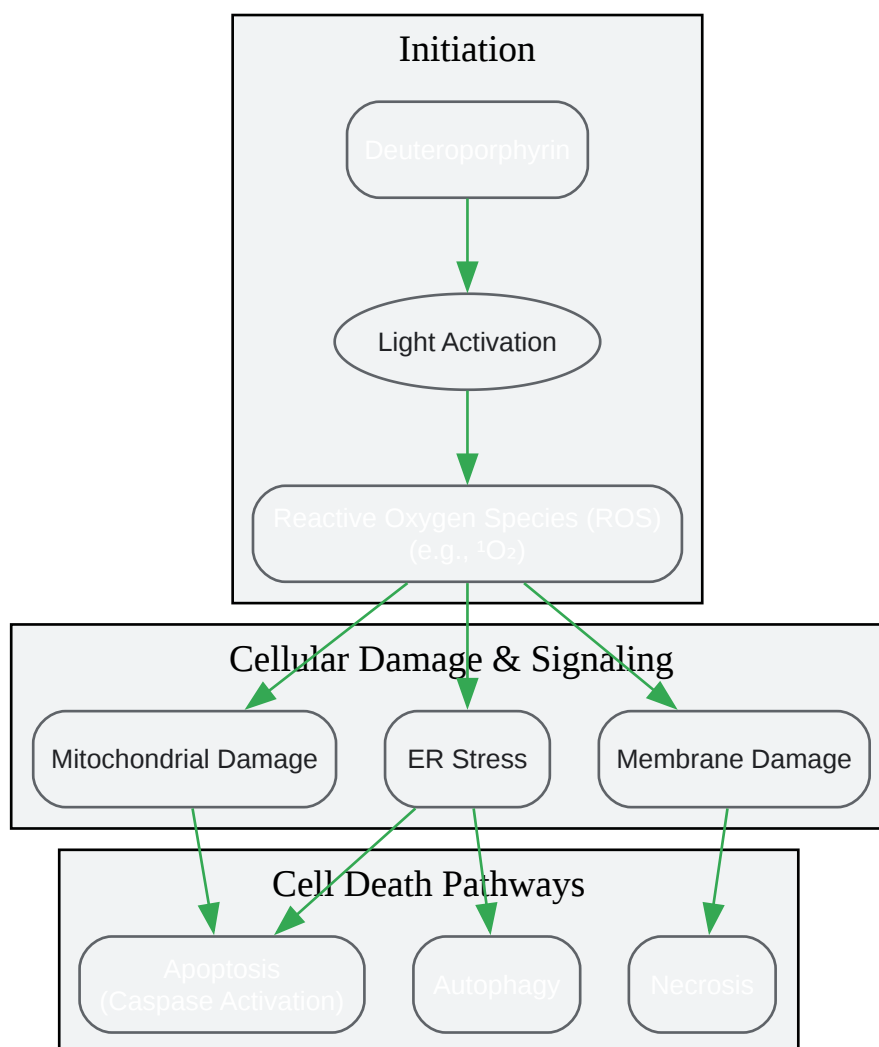 Initiation
Deuteroporphyrin
Light Activation
Reactive Oxygen Species (ROS)
(e.g., ¹O₂)
Cellular Damage & Signaling
Mitochondrial Damage
ER Stress
Membrane Damage
Cell Death Pathways
Apoptosis
(Caspase Activation)
Autophagy
Necrosis